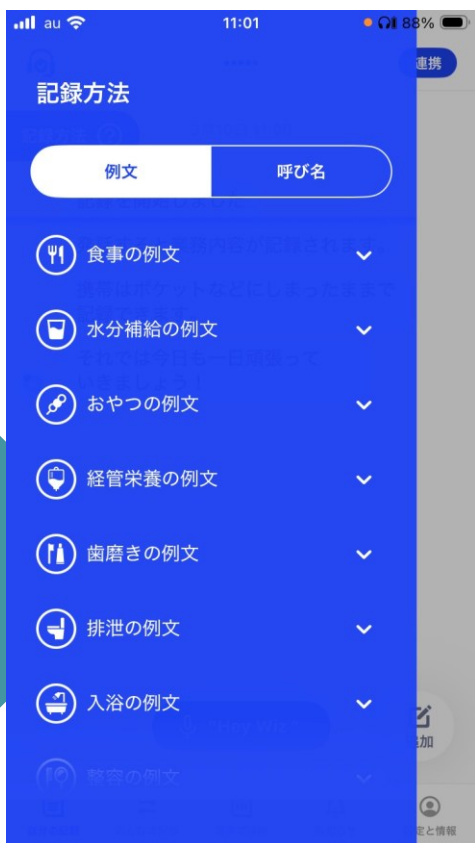 au 11:01 88%
連携
記録方法
例文 呼び名
食事の例文
水分補給の例文
おやつの例文
経管栄養の例文
歯磨きの例文
排泄の例文
入浴の例文
追加
整容の例文
定と情報